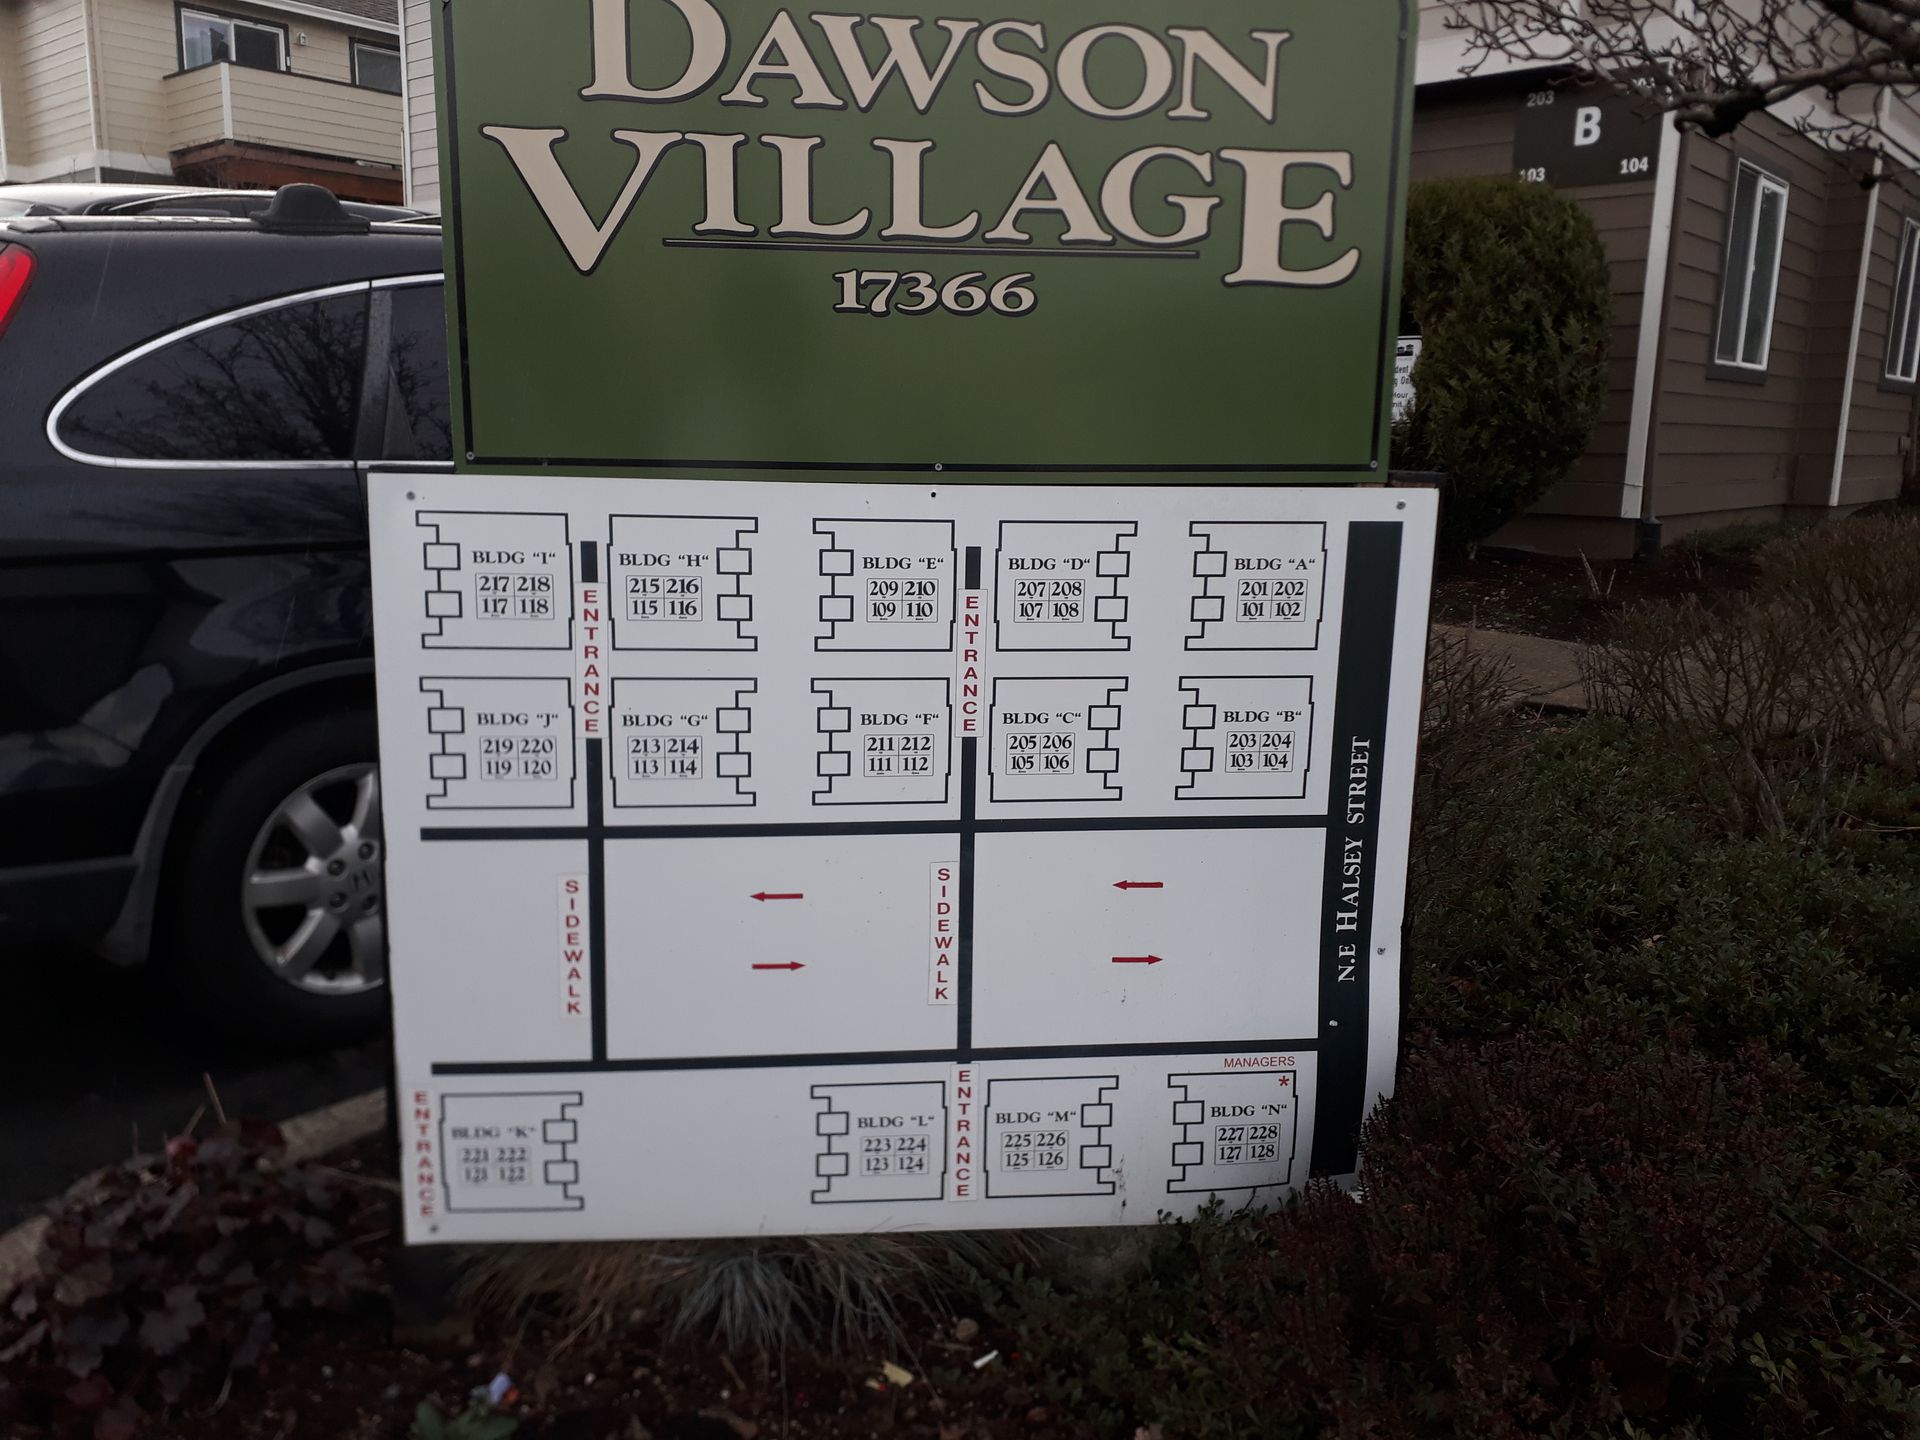 DAWSON
VILLAGE
17366
203
B
103 104
BLDG "I"
217 218
117 118
BLDG "H"
215 216
115 116
BLDG "E"
209 210
109 110
BLDG "D"
207 208
107 108
BLDG "A"
201 202
101 102
ENTRANCE
ENTRANCE
BLDG "J"
219 220
119 120
BLDG "G"
213 214
113 114
BLDG "F"
211 212
111 112
BLDG "C"
205 206
105 106
BLDG "B"
203 204
103 104
SIDEWALK
SIDEWALK
N.E HALSEY STREET
MANAGERS
*
ENTRANCE
BLDG "K"
221 222
121 122
BLDG "L"
223 224
123 124
ENTRANCE
BLDG "M"
225 226
125 126
BLDG "N"
227 228
127 128